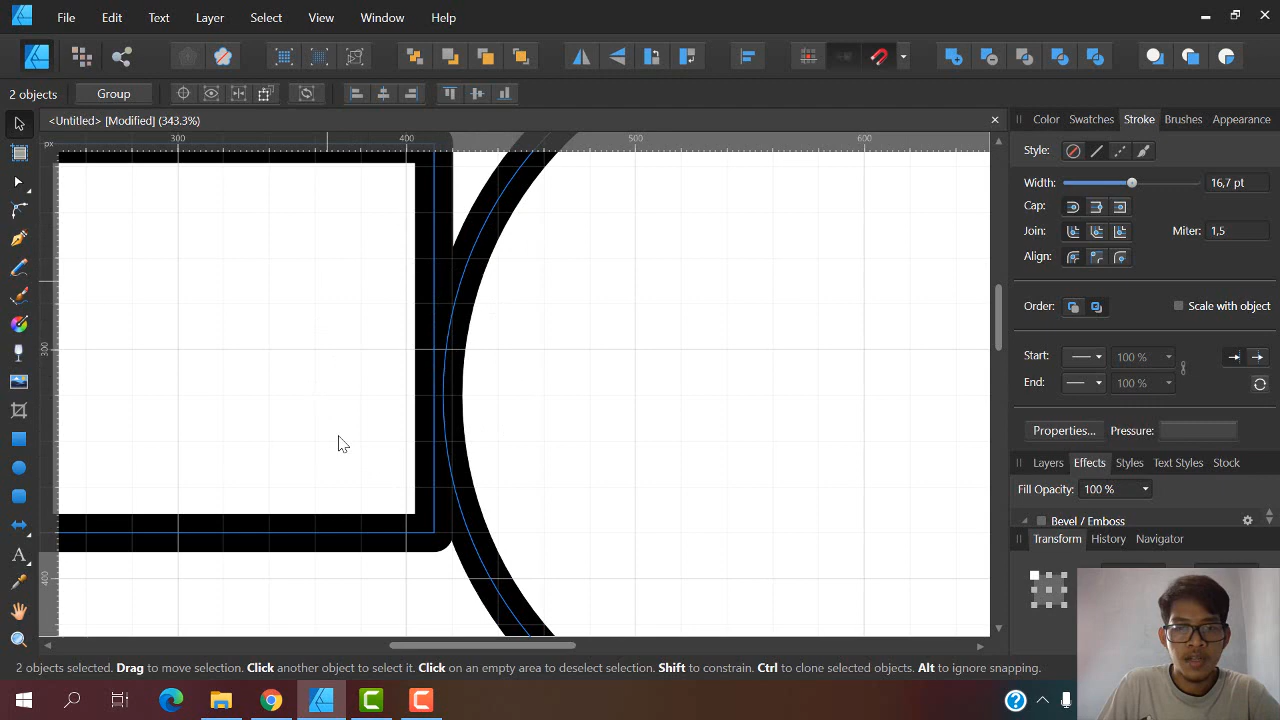 File Edit Text Layer Select View Window Help
2 objects Group
<Untitled> [Modified] (343.3%)
px 300 400 500 600
300
400
Color Swatches Stroke Brushes Appearance
Style:
Width: 16,7 pt
Cap:
Join: Miter: 1,5
Align:
Order: Scale with object
Start: 100 %
End: 100 %
Properties... Pressure:
Layers Effects Styles Text Styles Stock
Fill Opacity: 100 %
Bevel / Emboss
Transform History Navigator
2 objects selected. Drag to move selection. Click another object to select it. Click on an empty area to deselect selection. Shift to constrain. Ctrl to clone selected objects. Alt to ignore snapping.